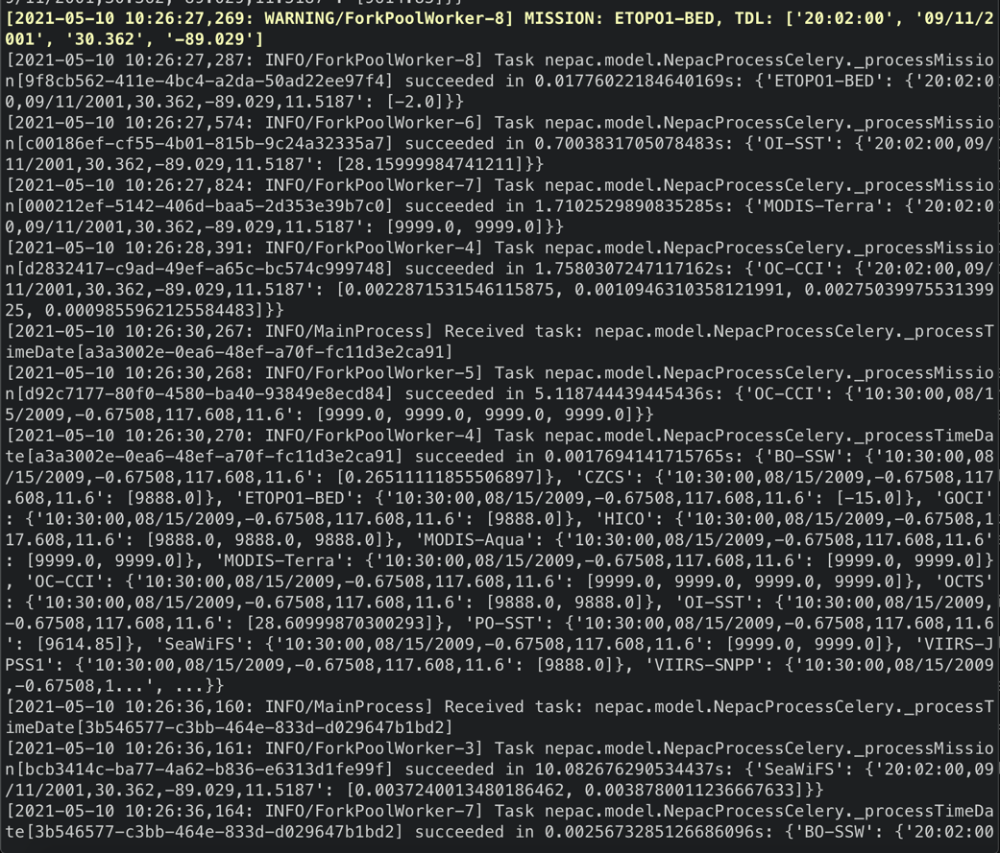 [2021-05-10 10:26:27,269: WARNING/ForkPoolWorker-8] MISSION: ETOPO1-BED, TDL: ['20:02:00', '09/11/2
001', '30.362', '-89.029']
[2021-05-10 10:26:27,287: INFO/ForkPoolWorker-8] Task nepac.model.NepacProcessCelery._processMissio
n[9f8cb562-411e-4bc4-a2da-50ad22ee97f4] succeeded in 0.01776022184640169s: {'ETOPO1-BED': {'20:02:0
0,09/11/2001,30.362,-89.029,11.5187': [-2.0]}}
[2021-05-10 10:26:27,574: INFO/ForkPoolWorker-6] Task nepac.model.NepacProcessCelery._processMissio
n[c00186ef-cf55-4b01-815b-9c24a32335a7] succeeded in 0.7003831705078483s: {'OI-SST': {'20:02:00,09/
11/2001,30.362,-89.029,11.5187': [28.15999984741211]}}
[2021-05-10 10:26:27,824: INFO/ForkPoolWorker-7] Task nepac.model.NepacProcessCelery._processMissio
n[000212ef-5142-406d-baa5-2d353e39b7c0] succeeded in 1.7102529890835285s: {'MODIS-Terra': {'20:02:0
0,09/11/2001,30.362,-89.029,11.5187': [9999.0, 9999.0]}}
[2021-05-10 10:26:28,391: INFO/ForkPoolWorker-4] Task nepac.model.NepacProcessCelery._processMissio
n[d2832417-c9ad-49ef-a65c-bc574c999748] succeeded in 1.7580307247117162s: {'OC-CCI': {'20:02:00,09/
11/2001,30.362,-89.029,11.5187': [0.0022871531546115875, 0.0010946310358121991, 0.00275039975531399
25, 0.0009855962125584483]}}
[2021-05-10 10:26:30,267: INFO/MainProcess] Received task: nepac.model.NepacProcessCelery._processT
imeDate[a3a3002e-0ea6-48ef-a70f-fc11d3e2ca91]
[2021-05-10 10:26:30,268: INFO/ForkPoolWorker-5] Task nepac.model.NepacProcessCelery._processMissio
n[d92c7177-80f0-4580-ba40-93849e8ecd84] succeeded in 5.118744439445436s: {'OC-CCI': {'10:30:00,08/1
5/2009,-0.67508,117.608,11.6': [9999.0, 9999.0, 9999.0, 9999.0]}}
[2021-05-10 10:26:30,270: INFO/ForkPoolWorker-4] Task nepac.model.NepacProcessCelery._processTimeDa
te[a3a3002e-0ea6-48ef-a70f-fc11d3e2ca91] succeeded in 0.0017694141715765s: {'BO-SSW': {'10:30:00,08
/15/2009,-0.67508,117.608,11.6': [0.26511111855506897]}, 'CZCS': {'10:30:00,08/15/2009,-0.67508,117
.608,11.6': [9888.0]}, 'ETOPO1-BED': {'10:30:00,08/15/2009,-0.67508,117.608,11.6': [-15.0]}, 'GOCI'
: {'10:30:00,08/15/2009,-0.67508,117.608,11.6': [9888.0]}, 'HICO': {'10:30:00,08/15/2009,-0.67508,1
17.608,11.6': [9888.0, 9888.0, 9888.0]}, 'MODIS-Aqua': {'10:30:00,08/15/2009,-0.67508,117.608,11.6'
: [9999.0, 9999.0]}, 'MODIS-Terra': {'10:30:00,08/15/2009,-0.67508,117.608,11.6': [9999.0, 9999.0]}
, 'OC-CCI': {'10:30:00,08/15/2009,-0.67508,117.608,11.6': [9999.0, 9999.0, 9999.0, 9999.0]}, 'OCTS'
: {'10:30:00,08/15/2009,-0.67508,117.608,11.6': [9888.0, 9888.0]}, 'OI-SST': {'10:30:00,08/15/2009,
-0.67508,117.608,11.6': [28.60999870300293]}, 'PO-SST': {'10:30:00,08/15/2009,-0.67508,117.608,11.6
': [9614.85]}, 'SeaWiFS': {'10:30:00,08/15/2009,-0.67508,117.608,11.6': [9999.0, 9999.0]}, 'VIIRS-J
PSS1': {'10:30:00,08/15/2009,-0.67508,117.608,11.6': [9888.0]}, 'VIIRS-SNPP': {'10:30:00,08/15/2009
,-0.67508,1...', ...}}
[2021-05-10 10:26:36,160: INFO/MainProcess] Received task: nepac.model.NepacProcessCelery._processT
imeDate[3b546577-c3bb-464e-833d-d029647b1bd2]
[2021-05-10 10:26:36,161: INFO/ForkPoolWorker-3] Task nepac.model.NepacProcessCelery._processMissio
n[bcb3414c-ba77-4a62-b836-e6313d1fe99f] succeeded in 10.082676290534437s: {'SeaWiFS': {'20:02:00,09
/11/2001,30.362,-89.029,11.5187': [0.0037240013480186462, 0.0038780011236667633]}}
[2021-05-10 10:26:36,164: INFO/ForkPoolWorker-7] Task nepac.model.NepacProcessCelery._processTimeDa
te[3b546577-c3bb-464e-833d-d029647b1bd2] succeeded in 0.0025673285126686096s: {'BO-SSW': {'20:02:00